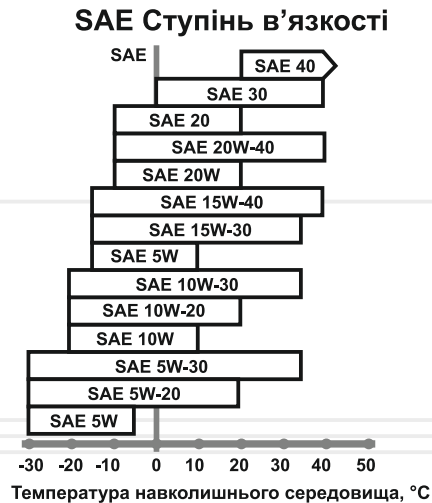 SAE Ступінь в’язкості
SAE
SAE 40
SAE 30
SAE 20
SAE 20W-40
SAE 20W
SAE 15W-40
SAE 15W-30
SAE 5W
SAE 10W-30
SAE 10W-20
SAE 10W
SAE 5W-30
SAE 5W-20
SAE 5W
-30 -20 -10 0 10 20 30 40 50
Температура навколишнього середовища, °C